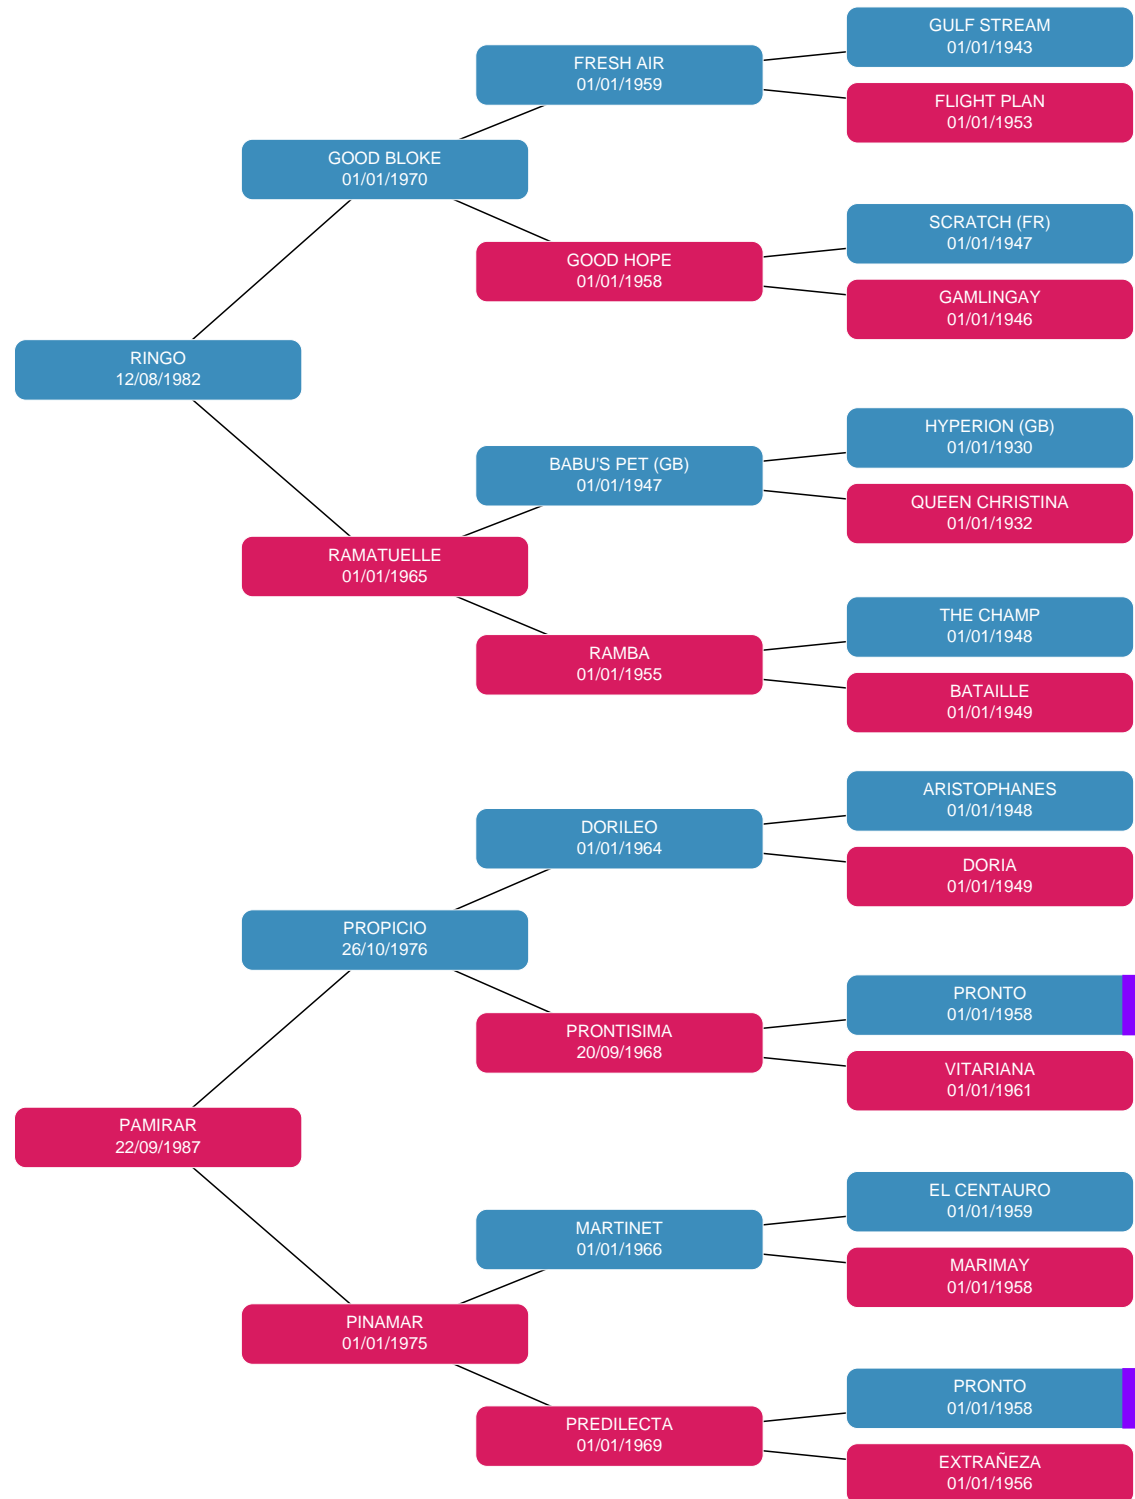 GULF STREAM
01/01/1943
FRESH AIR
01/01/1959
FLIGHT PLAN
01/01/1953
GOOD BLOKE
01/01/1970
SCRATCH (FR)
01/01/1947
GOOD HOPE
01/01/1958
GAMLINGAY
01/01/1946
RINGO
12/08/1982
HYPERION (GB)
01/01/1930
BABU'S PET (GB)
01/01/1947
QUEEN CHRISTINA
01/01/1932
RAMATUELLE
01/01/1965
THE CHAMP
01/01/1948
RAMBA
01/01/1955
BATAILLE
01/01/1949
ARISTOPHANES
01/01/1948
DORILEO
01/01/1964
DORIA
01/01/1949
PROPICIO
26/10/1976
PRONTO
01/01/1958
PRONTISIMA
20/09/1968
VITARIANA
01/01/1961
PAMIRAR
22/09/1987
EL CENTAURO
01/01/1959
MARTINET
01/01/1966
MARIMAY
01/01/1958
PINAMAR
01/01/1975
PRONTO
01/01/1958
PREDILECTA
01/01/1969
EXTRAÑEZA
01/01/1956